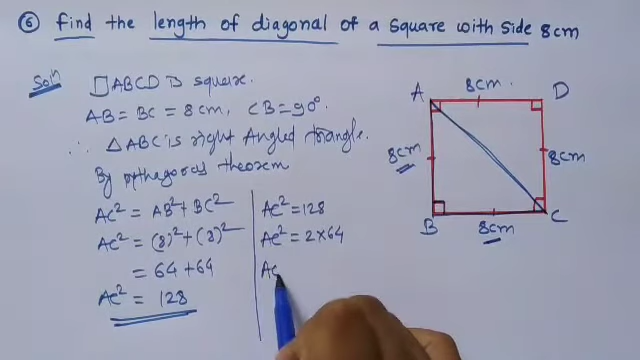 ⑥ Find the length of diagonal of a square with side 8cm
Soln □ABCD is square.
AB = BC = 8cm, ∠B = 90°.
∴ △ABC is right Angled triangle.
By pythagoras theorem
AC² = AB² + BC²
AC² = (8)² + (8)²
= 64 + 64
AC² = 128
AC² = 128
AC² = 2×64
AC
A 8cm D
8cm 8cm
B 8cm C